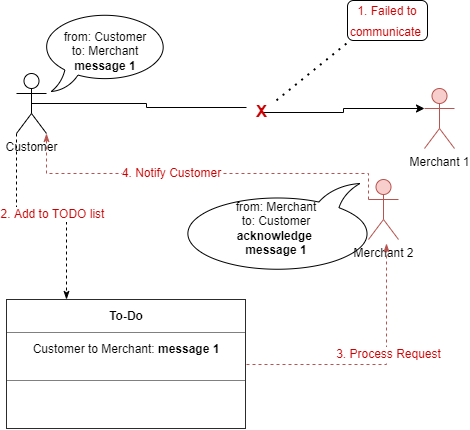 1. Failed to
communicate
from: Customer
to: Merchant
message 1
X
Customer
Merchant 1
4. Notify Customer
2. Add to TODO list
from: Merchant
to: Customer
acknowledge
message 1
Merchant 2
To-Do
Customer to Merchant: message 1
3. Process Request